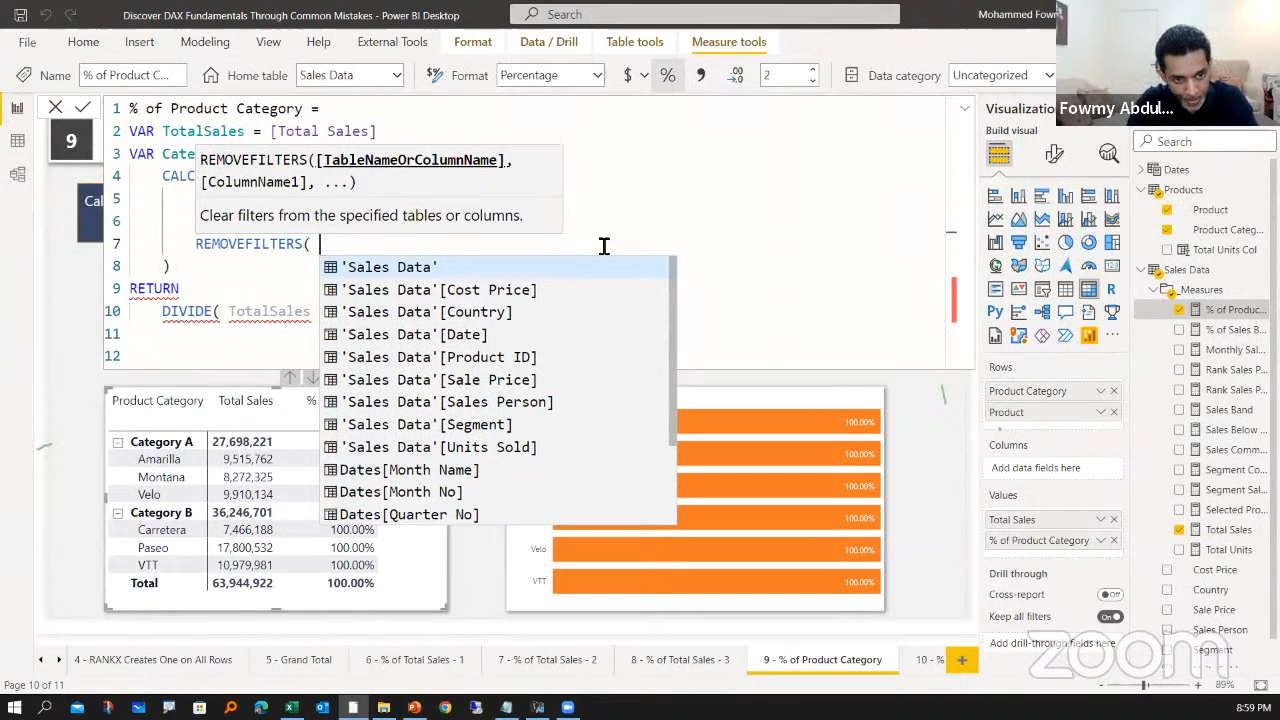 Discover DAX Fundamentals Through Common Mistakes - Power BI Desktop
Search
Mohammed Fow
File Home Insert Modeling View Help External Tools Format Data / Drill Table tools Measure tools
Name % of Product C... Home table Sales Data Format Percentage $ % 9 .00 2 Data category Uncategorized
Fowmy Abdul...
1 % of Product Category =
2 VAR TotalSales = [Total Sales]
3 VAR Cate
REMOVEFILTERS([TableNameOrColumnName],
4 CALC
[ColumnName1], ...)
5
Clear filters from the specified tables or columns.
6
7 REMOVEFILTERS(
8 )
9 RETURN
10 DIVIDE( TotalSales
11
12
9
Cal
'Sales Data'
'Sales Data'[Cost Price]
'Sales Data'[Country]
'Sales Data'[Date]
'Sales Data'[Product ID]
'Sales Data'[Sale Price]
'Sales Data'[Sales Person]
'Sales Data'[Segment]
'Sales Data'[Units Sold]
Dates[Month Name]
Dates[Month No]
Dates[Quarter No]
Product Category Total Sales %
Category A 27,698,221
Amarilla 9,515,762
Montana 8,272,325
Velo 9,910,134
Category B 36,246,701
Carretera 7,466,188 100.00%
Paseo 17,800,532 100.00%
VTT 10,979,981 100.00%
Total 63,944,922 100.00%
100.00%
100.00%
100.00%
100.00%
Velo 100.00%
VTT 100.00%
Visualizatio
Build visual
R
Py
Rows
Product Category
Product
Columns
Add data fields here
Values
Total Sales
% of Product Category
Drill through
Cross-report Off
Keep all filters On
Add drill-through fields here
Search
Dates
Products
Product
Product Categ...
Total Units Col
Sales Data
_Measures
% of Produc...
% of Sales B...
Monthly Sal...
Rank Sales P...
Rank Sales P...
Sales Band
Sales Below ...
Sales Comm...
Segment Co...
Segment Sal...
Selected Pro...
Total Sales
Total Units
Cost Price
Country
Sale Price
Sales Person
Segment
zoom
4 - RANKX Creates One on All Rows
- Grand Total
6 - % of Total Sales - 1
- % of Total Sales - 2
8 - % of Total Sales - 3
9 - % of Product Category
10 - %
Page 10 of 11
89%
8:59 PM